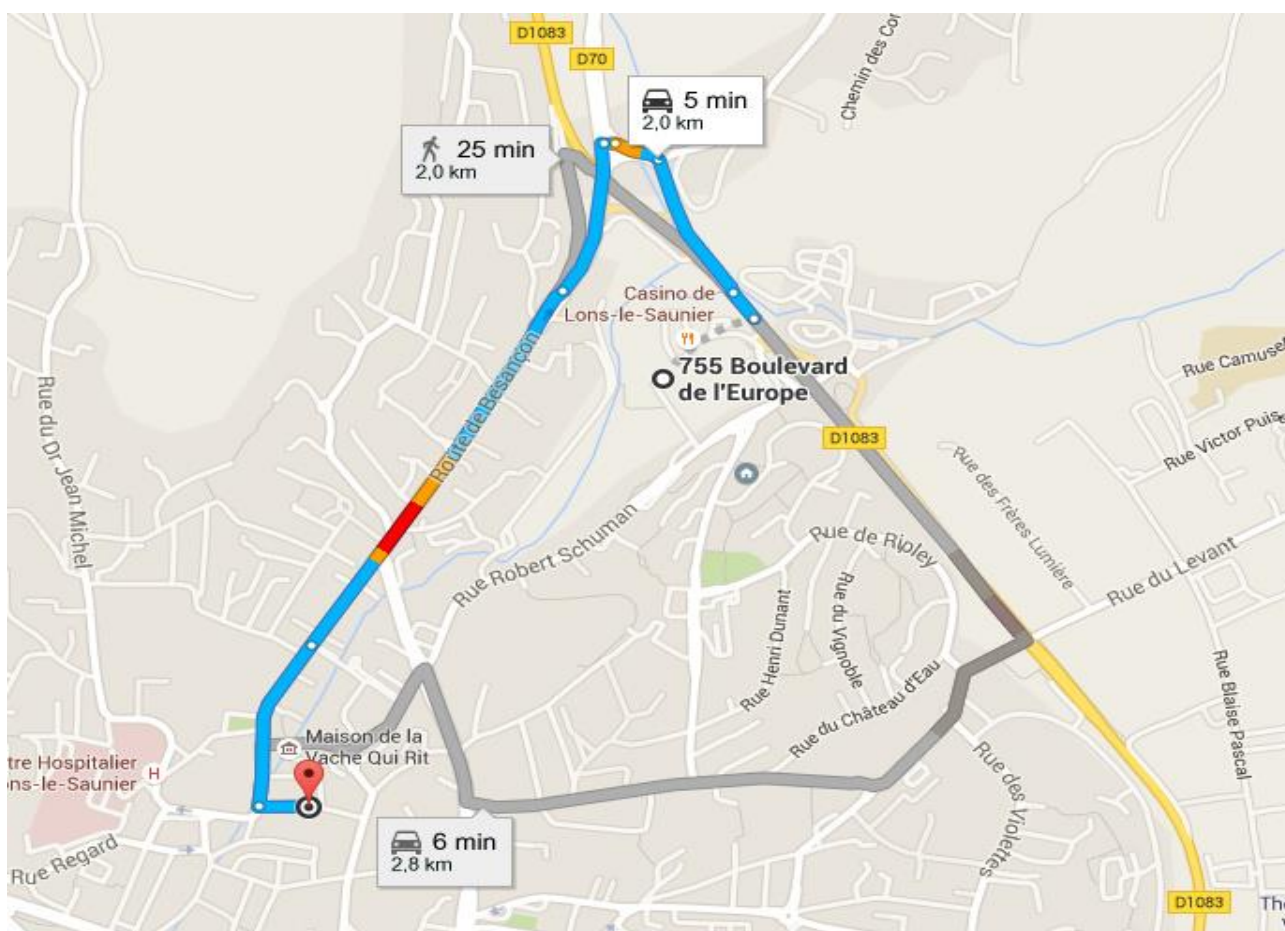 D1083
D70
5 min
2,0 km
Chemin des Cor
25 min
2,0 km
Casino de
Lons-le-Saunier
755 Boulevard
de l'Europe
Route de Besançon
Rue Camuset
Rue Victor Puis
D1083
Rue du Dr Jean Michel
Rue des Frères Lumière
Rue Robert Schuman
Rue de Ripley
Rue du Levant
Rue Henri Dunant
Rue du Vignoble
Rue du Château d'Eau
Rue Blaise Pascal
Maison de la
Vache Qui Rit
tre Hospitalier
ons-le-Saunier
H
Rue des Violettes
6 min
2,8 km
Rue Regard
D1083